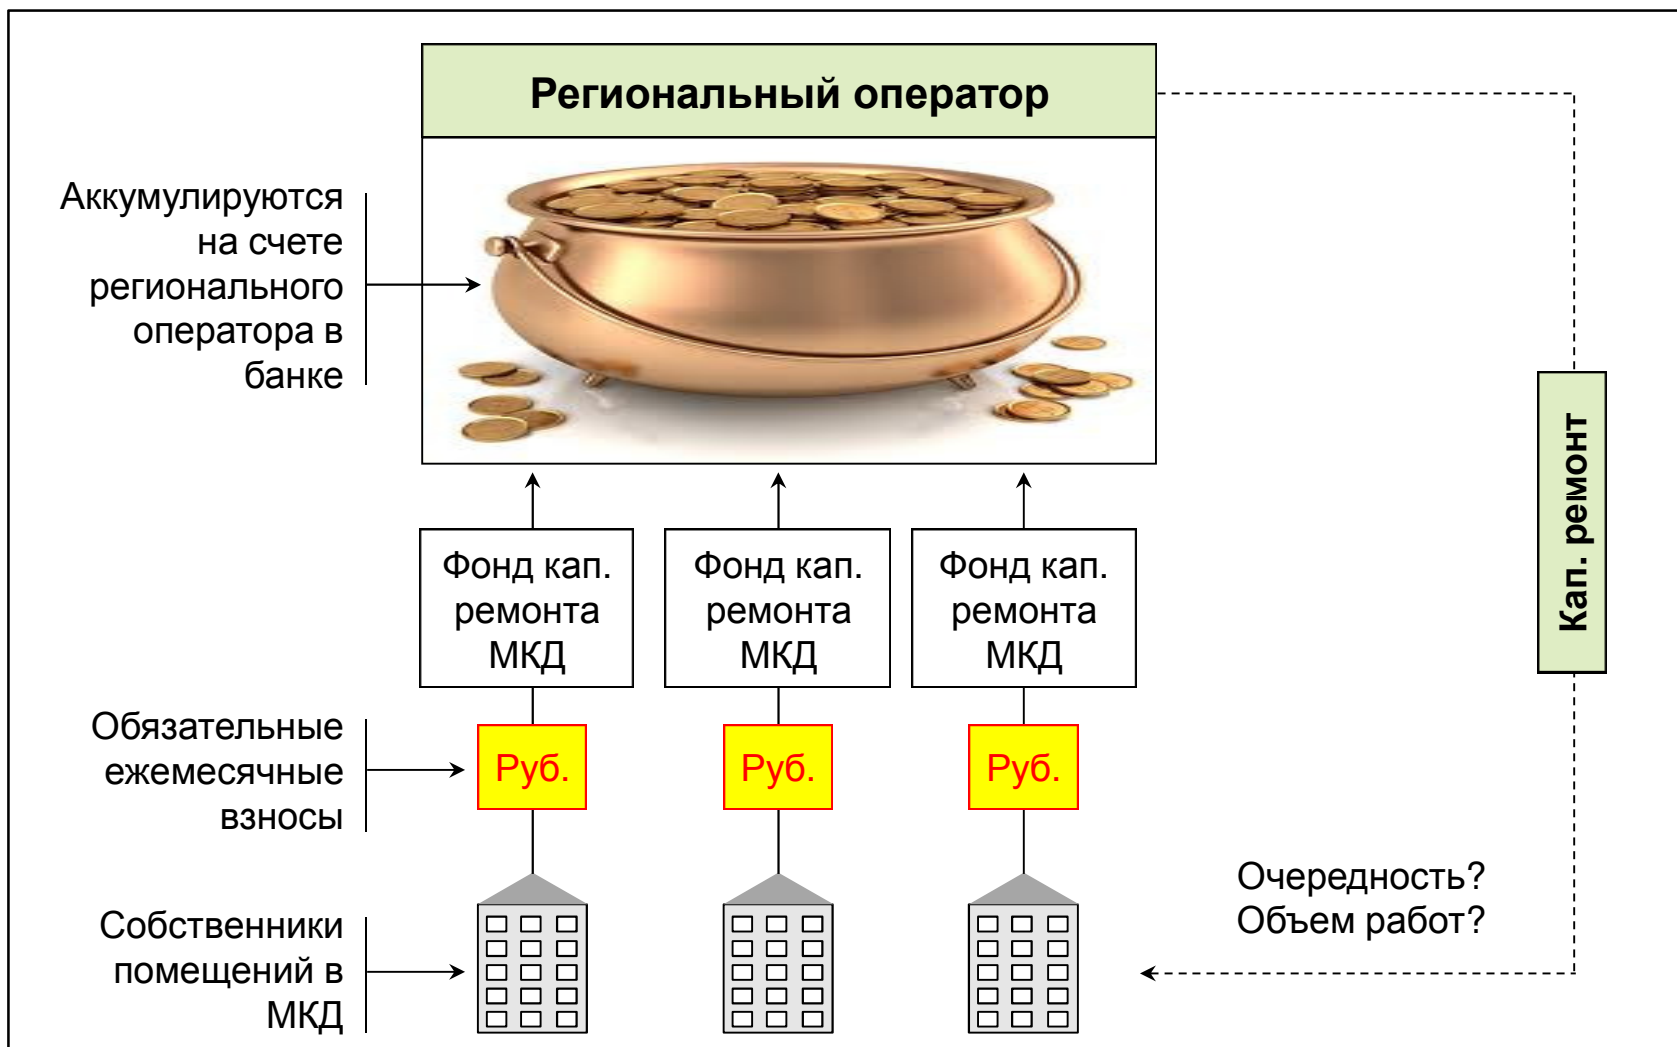 Региональный оператор
Аккумулируются
на счете
регионального
оператора в
банке
Кап. ремонт
Фонд кап.
ремонта
МКД
Фонд кап.
ремонта
МКД
Фонд кап.
ремонта
МКД
Обязательные
ежемесячные
взносы
Руб.
Руб.
Руб.
Очередность?
Объем работ?
Собственники
помещений в
МКД